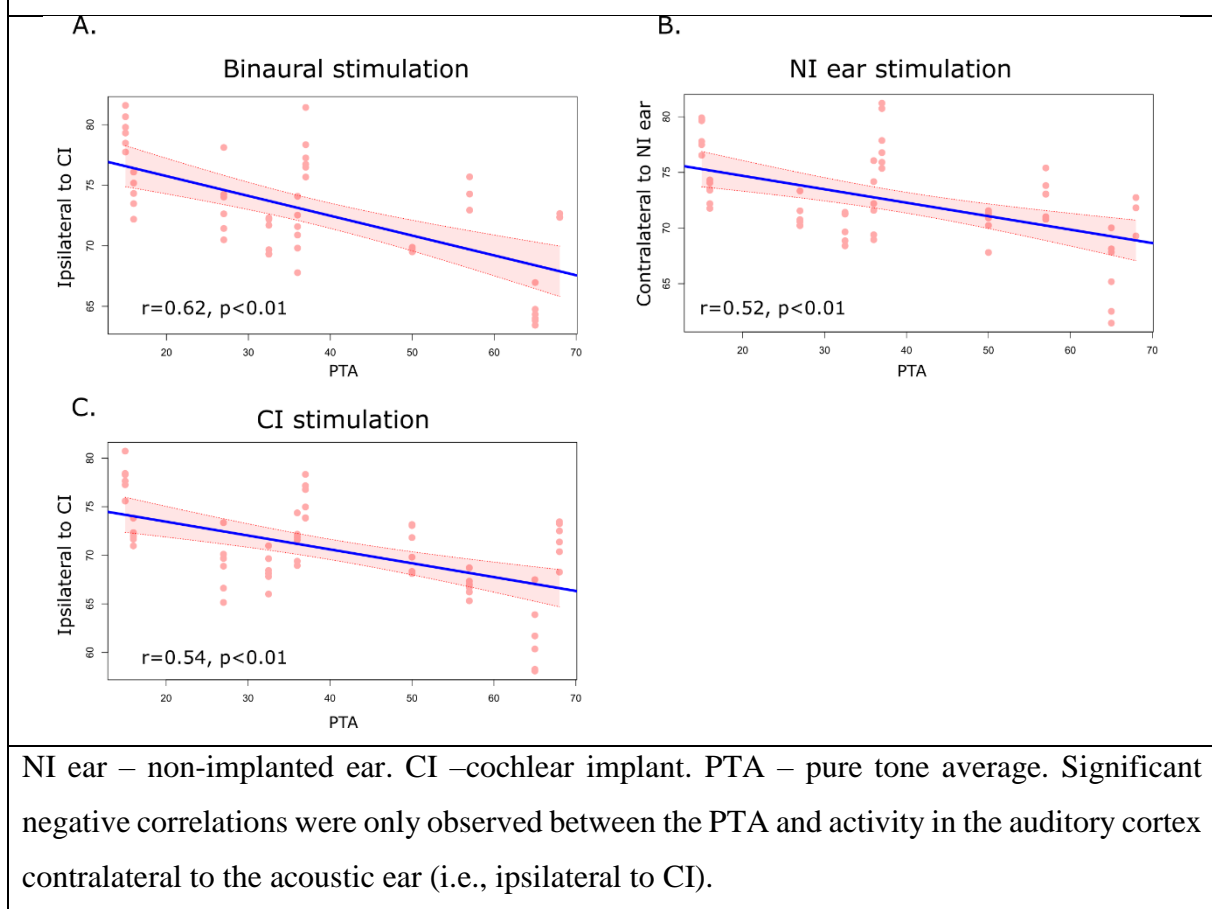 A.
Binaural stimulation
Ipsilateral to CI
80
75
70
65
r=0.62, p<0.01
20 30 40 50 60 70
PTA
B.
NI ear stimulation
Contralateral to NI ear
80
75
70
65
r=0.52, p<0.01
20 30 40 50 60 70
PTA
C.
CI stimulation
Ipsilateral to CI
80
75
70
65
60
r=0.54, p<0.01
20 30 40 50 60 70
PTA
NI ear – non-implanted ear. CI –cochlear implant. PTA – pure tone average. Significant
negative correlations were only observed between the PTA and activity in the auditory cortex
contralateral to the acoustic ear (i.e., ipsilateral to CI).